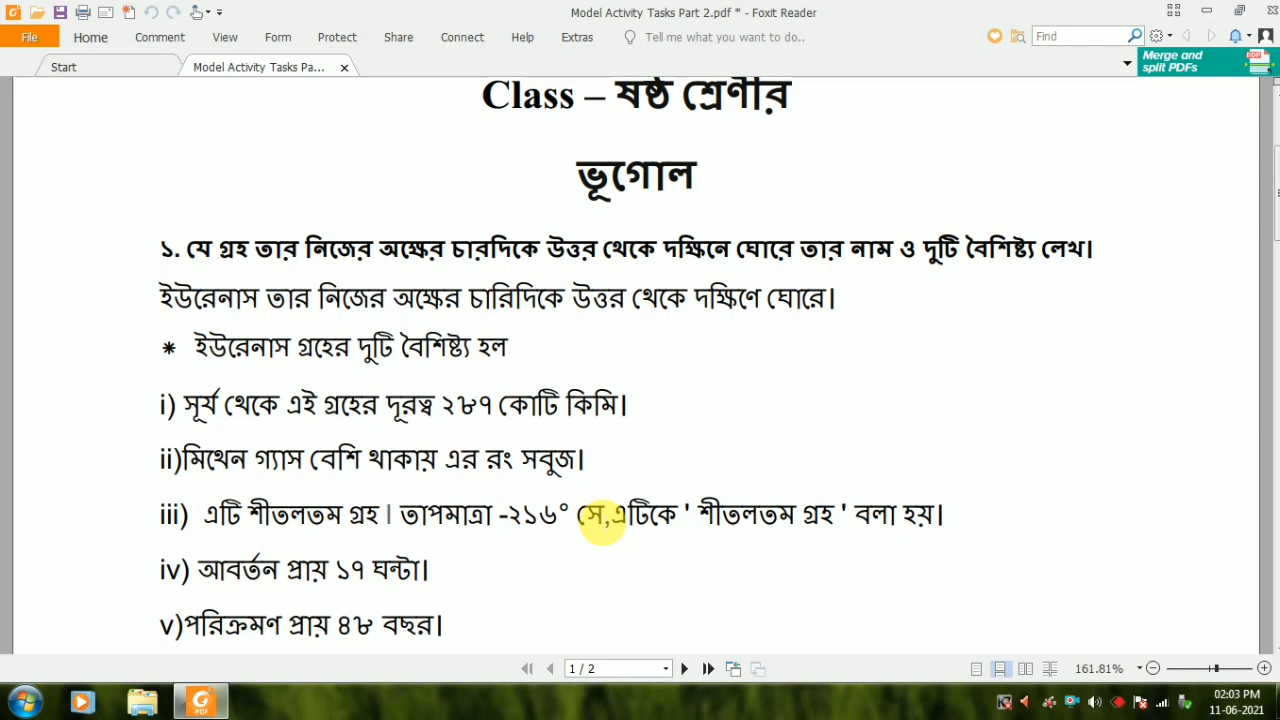 Model Activity Tasks Part 2.pdf * - Foxit Reader
File Home Comment View Form Protect Share Connect Help Extras Tell me what you want to do.. Find
Start Model Activity Tasks Pa... Merge and split PDFs
Class – ষষ্ঠ শ্রেণীর
ভূগোল
১. যে গ্রহ তার নিজের অক্ষের চারদিকে উত্তর থেকে দক্ষিনে ঘোরে তার নাম ও দুটি বৈশিষ্ট্য লেখ।
ইউরেনাস তার নিজের অক্ষের চারিদিকে উত্তর থেকে দক্ষিণে ঘোরে।
* ইউরেনাস গ্রহের দুটি বৈশিষ্ট্য হল
i) সূর্য থেকে এই গ্রহের দূরত্ব ২৮৭ কোটি কিমি।
ii)মিথেন গ্যাস বেশি থাকায় এর রং সবুজ।
iii) এটি শীতলতম গ্রহ | তাপমাত্রা -২১৬° সে,এটিকে ' শীতলতম গ্রহ ' বলা হয়।
iv) আবর্তন প্রায় ১৭ ঘন্টা।
v)পরিক্রমণ প্রায় ৪৮ বছর।
1 / 2 161.81%
PDF 02:03 PM
11-06-2021